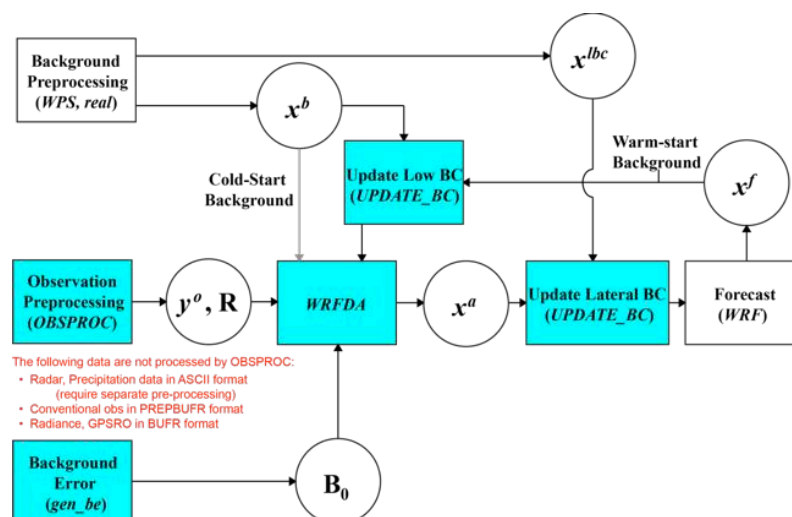 Background
Preprocessing
(WPS, real)
x^b
x^lbc
Cold-Start
Background
Update Low BC
(UPDATE_BC)
Warm-start
Background
x^f
Observation
Preprocessing
(OBSPROC)
y^o, R
WRFDA
x^a
Update Lateral BC
(UPDATE_BC)
Forecast
(WRF)
The following data are not processed by OBSPROC:
• Radar, Precipitation data in ASCII format
(require separate pre-processing)
• Conventional obs in PREPBUFR format
• Radiance, GPSRO in BUFR format
Background
Error
(gen_be)
B₀